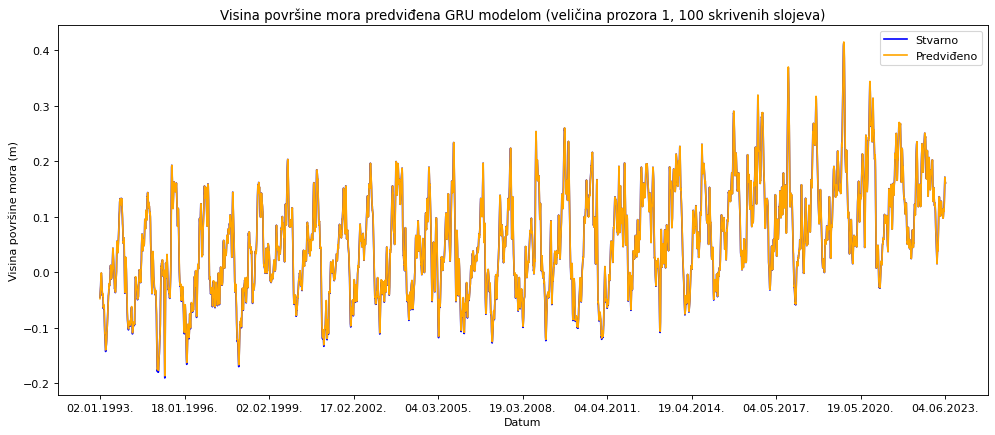 Visina površine mora predviđena GRU modelom (veličina prozora 1, 100 skrivenih slojeva)
Stvarno
Predviđeno
Visina površine mora (m)
0.4
0.3
0.2
0.1
0.0
−0.1
−0.2
02.01.1993. 18.01.1996. 02.02.1999. 17.02.2002. 04.03.2005. 19.03.2008. 04.04.2011. 19.04.2014. 04.05.2017. 19.05.2020. 04.06.2023.
Datum